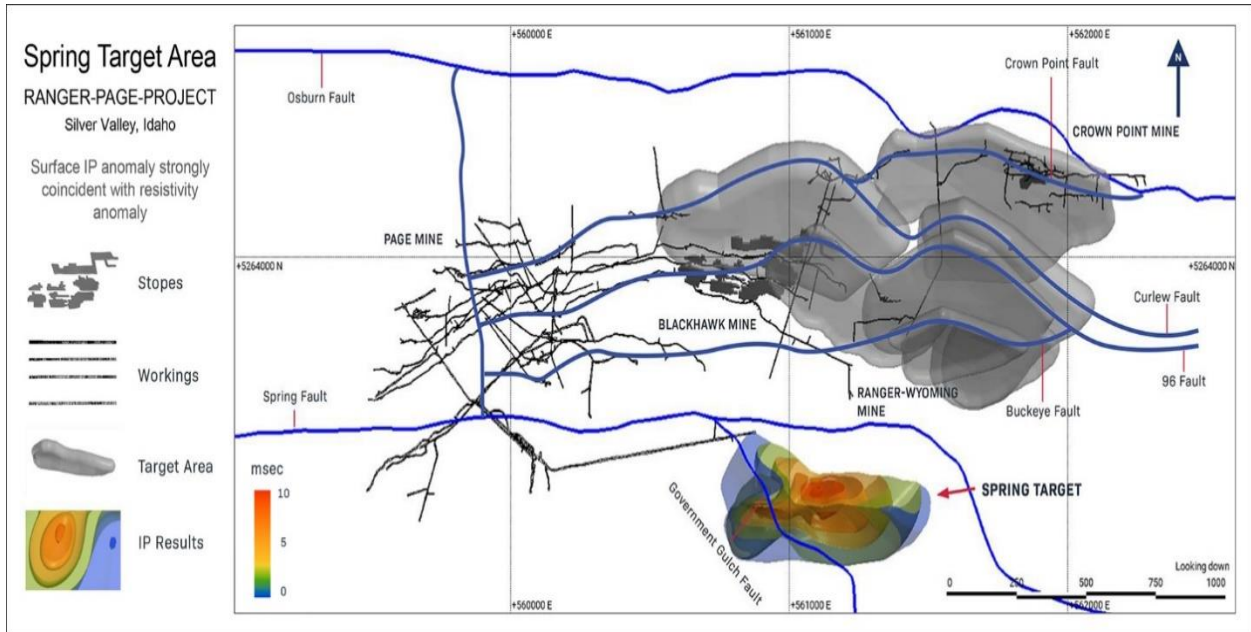 Spring Target Area
RANGER-PAGE-PROJECT
Silver Valley, Idaho
Surface IP anomaly strongly
coincident with resistivity
anomaly
Stopes
Workings
Target Area
IP Results
+560000 E
+561000 E
+562000 E
N
Osburn Fault
Crown Point Fault
CROWN POINT MINE
PAGE MINE
+5264000 N
+5264000 N
BLACKHAWK MINE
Curlew Fault
96 Fault
Buckeye Fault
RANGER-WYOMING
MINE
Spring Fault
msec
10
5
0
Government Gulch Fault
SPRING TARGET
Looking down
0
250
500
750
1000
+560000 E
+561000 E
+562000 E